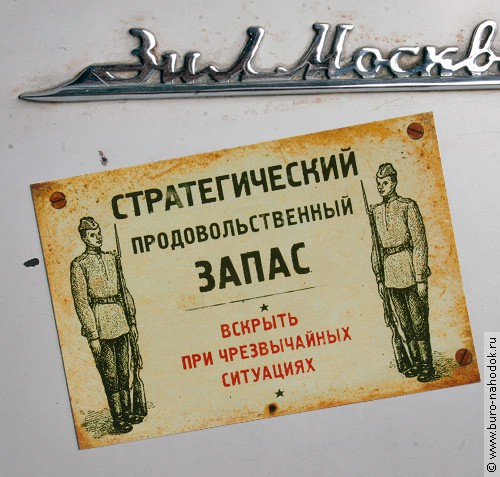 ЗиЛ Москв
СТРАТЕГИЧЕСКИЙ
ПРОДОВОЛЬСТВЕННЫЙ
ЗАПАС
ВСКРЫТЬ
ПРИ ЧРЕЗВЫЧАЙНЫХ
СИТУАЦИЯХ
© www.buro-nahodok.ru